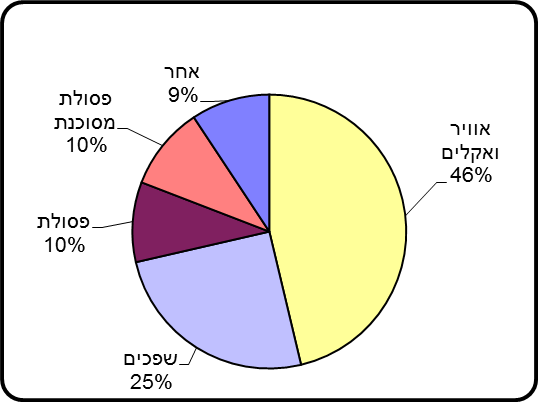 אחר
9%
פסולת
מסוכנת
10%
אוויר
ואקלים
46%
פסולת
10%
שפכים
25%